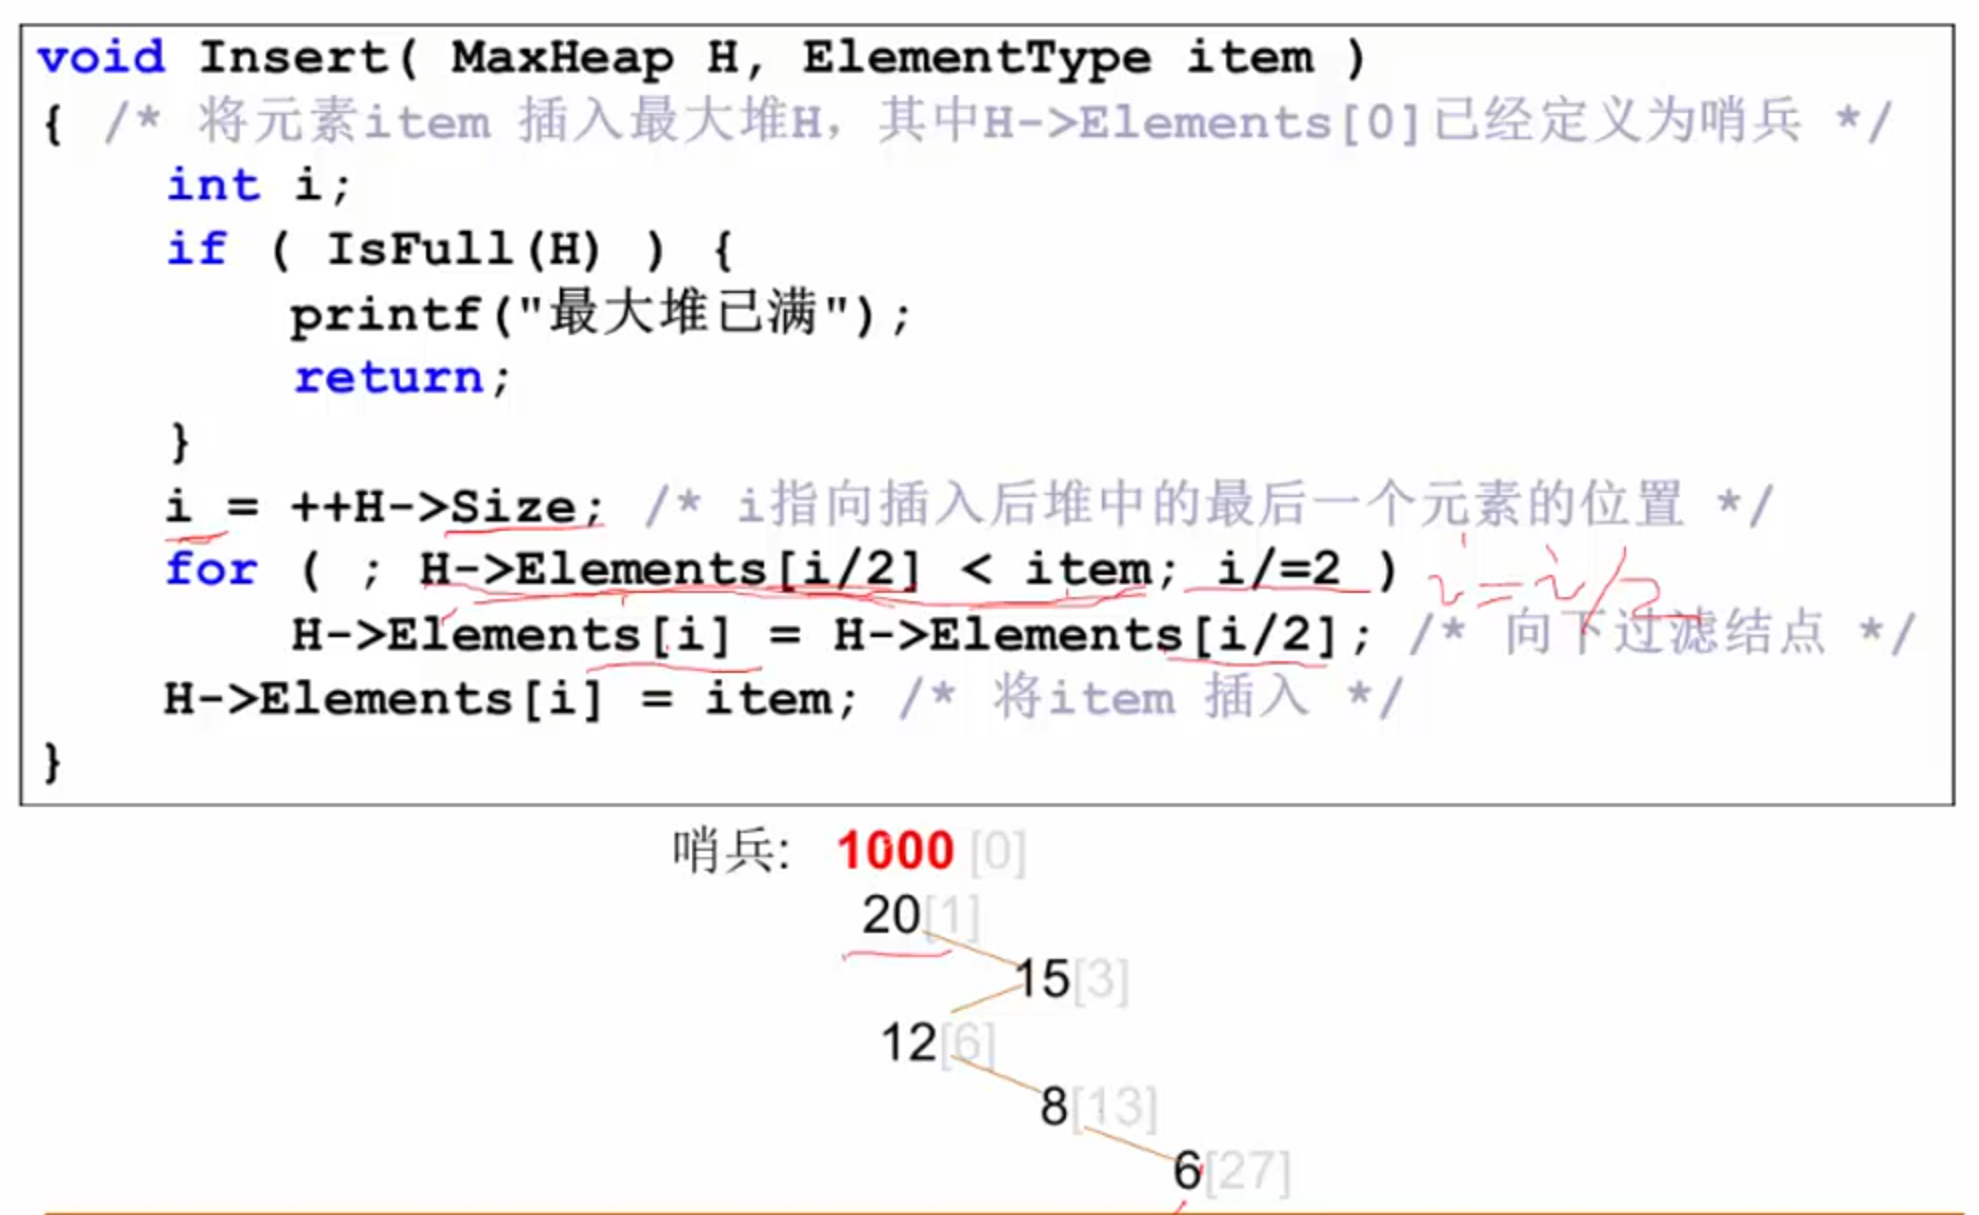 void Insert( MaxHeap H, ElementType item )
{ /* 将元素item 插入最大堆H，其中H->Elements[0]已经定义为哨兵 */
int i;
if ( IsFull(H) ) {
printf("最大堆已满");
return;
}
i = ++H->Size; /* i指向插入后堆中的最后一个元素的位置 */
for ( ; H->Elements[i/2] < item; i/=2 ) i=i/2
H->Elements[i] = H->Elements[i/2]; /* 向下过滤结点 */
H->Elements[i] = item; /* 将item 插入 */
}
哨兵: 1000 [0]
20[1]
15[3]
12[6]
8[13]
6[27]